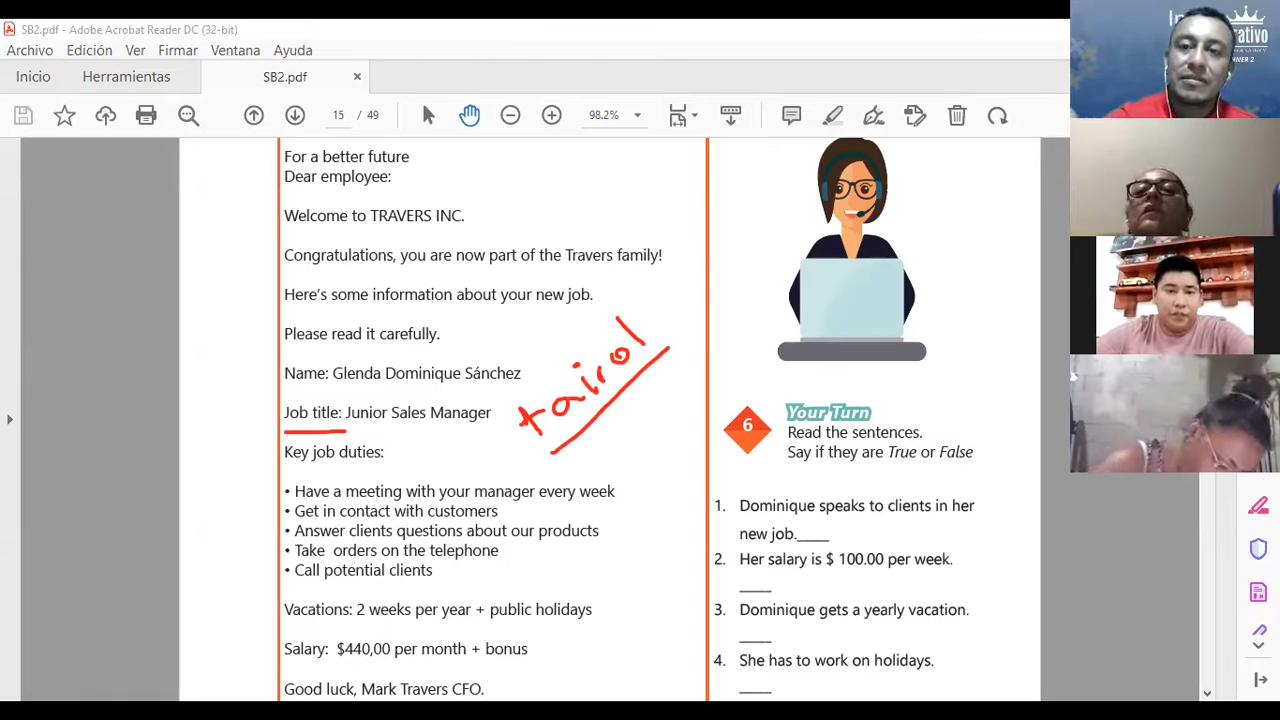 SB2.pdf - Adobe Acrobat Reader DC (32-bit)
Archivo Edición Ver Firmar Ventana Ayuda
Inicio Herramientas SB2.pdf ×
15 / 49 98.2%
For a better future
Dear employee:
Welcome to TRAVERS INC.
Congratulations, you are now part of the Travers family!
Here's some information about your new job.
Please read it carefully.
Name: Glenda Dominique Sánchez
Job title: Junior Sales Manager
tairol
Key job duties:
• Have a meeting with your manager every week
• Get in contact with customers
• Answer clients questions about our products
• Take orders on the telephone
• Call potential clients
Vacations: 2 weeks per year + public holidays
Salary: $440,00 per month + bonus
Good luck, Mark Travers CFO.
6 Your Turn
Read the sentences.
Say if they are True or False
1. Dominique speaks to clients in her
new job.____
2. Her salary is $ 100.00 per week.
____
3. Dominique gets a yearly vacation.
____
4. She has to work on holidays.
____